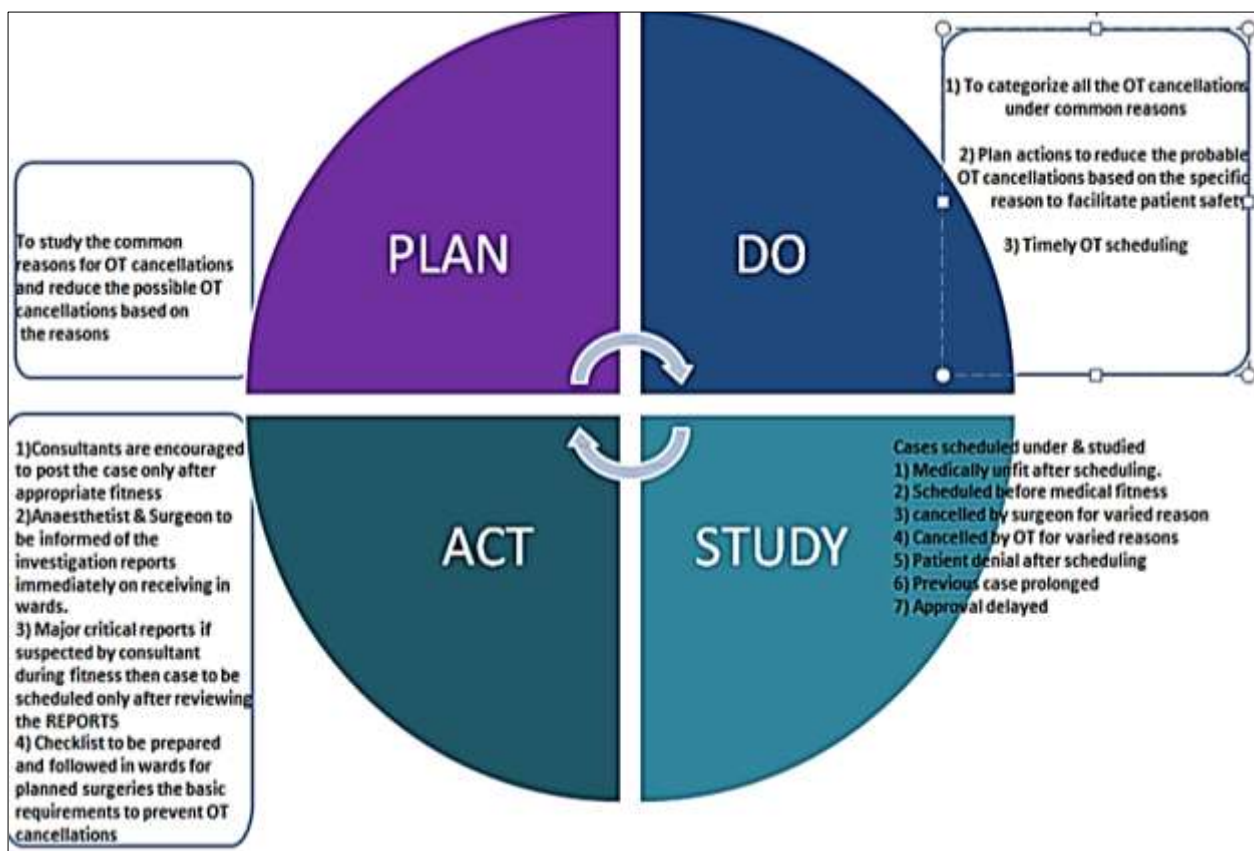 PLAN
To study the common
reasons for OT cancellations
and reduce the possible OT
cancellations based on
the reasons
DO
1) To categorize all the OT cancellations
under common reasons
2) Plan actions to reduce the probable
OT cancellations based on the specific
reason to facilitate patient safety
3) Timely OT scheduling
STUDY
Cases scheduled under & studied
1) Medically unfit after scheduling.
2) Scheduled before medical fitness
3) cancelled by surgeon for varied reason
4) Cancelled by OT for varied reasons
5) Patient denial after scheduling
6) Previous case prolonged
7) Approval delayed
ACT
1)Consultants are encouraged
to post the case only after
appropriate fitness
2)Anaesthetist & Surgeon to
be informed of the
investigation reports
immediately on receiving in
wards.
3) Major critical reports if
suspected by consultant
during fitness then case to be
scheduled only after reviewing
the REPORTS
4) Checklist to be prepared
and followed in wards for
planned surgeries the basic
requirements to prevent OT
cancellations